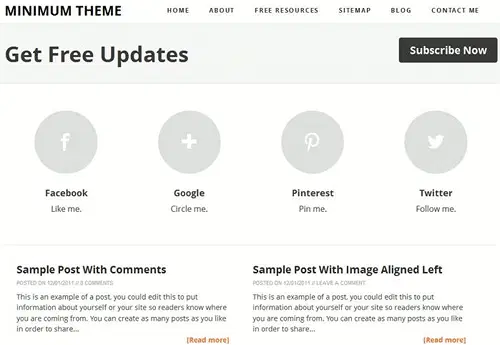 MINIMUM THEME HOME ABOUT FREE RESOURCES SITEMAP BLOG CONTACT ME
Get Free Updates Subscribe Now
Facebook Google Pinterest Twitter
Like me. Circle me. Pin me. Follow me.
Sample Post With Comments
POSTED ON 12/01/2011 // 3 COMMENTS
This is an example of a post, you could edit this to put
information about yourself or your site so readers know where
you are coming from. You can create as many posts as you like
in order to share...
[Read more]
Sample Post With Image Aligned Left
POSTED ON 12/01/2011 // LEAVE A COMMENT
This is an example of a post, you could edit this to put
information about yourself or your site so readers know where
you are coming from. You can create as many posts as you like
in order to share...
[Read more]